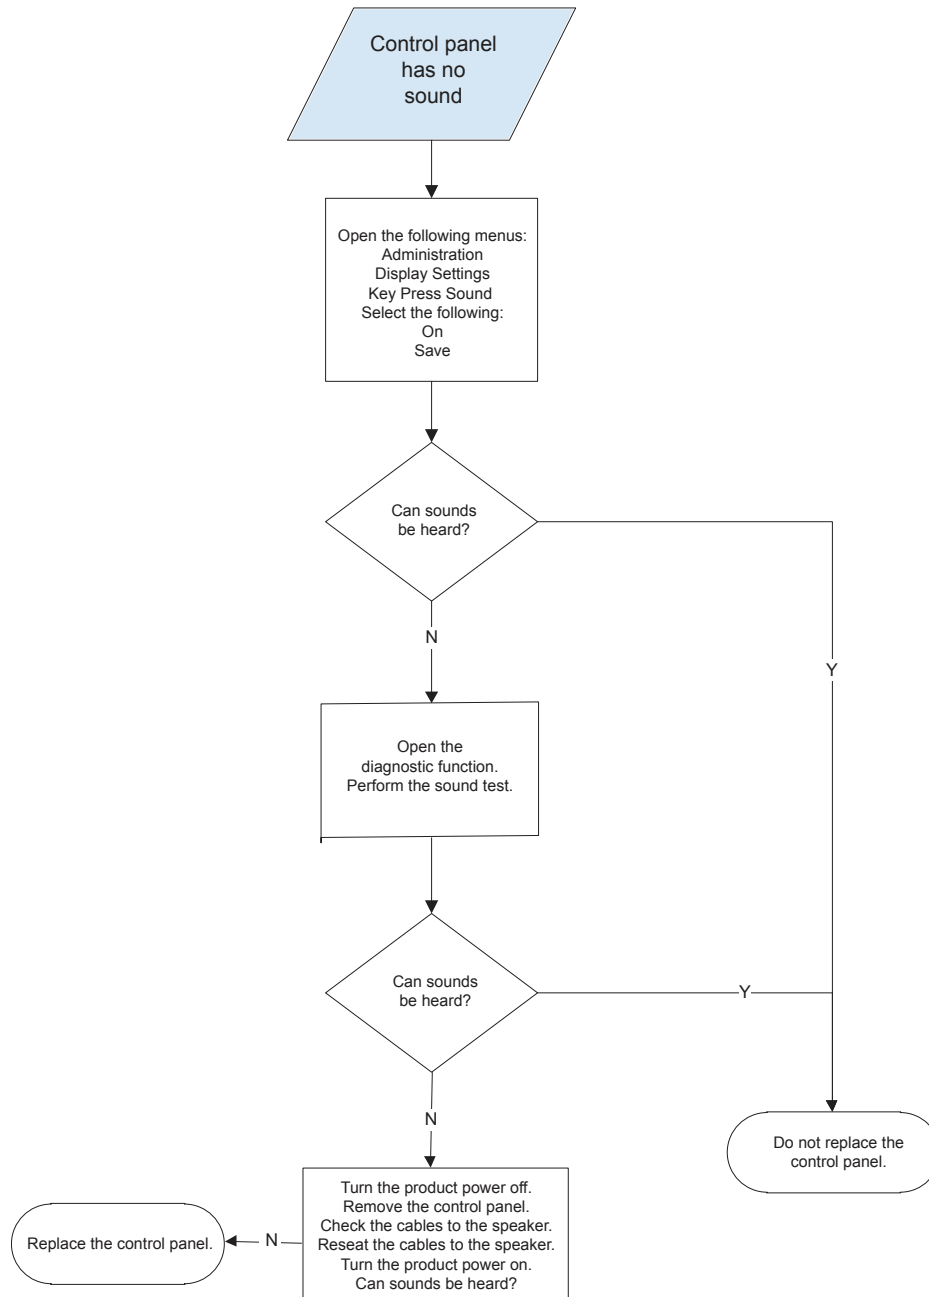 Control panel
has no
sound
Open the following menus:
Administration
Display Settings
Key Press Sound
Select the following:
On
Save
Can sounds
be heard?
N
Y
Open the
diagnostic function.
Perform the sound test.
Can sounds
be heard?
Y
N
Do not replace the
control panel.
Turn the product power off.
Remove the control panel.
Check the cables to the speaker.
Reseat the cables to the speaker.
Turn the product power on.
Can sounds be heard?
N
Replace the control panel.